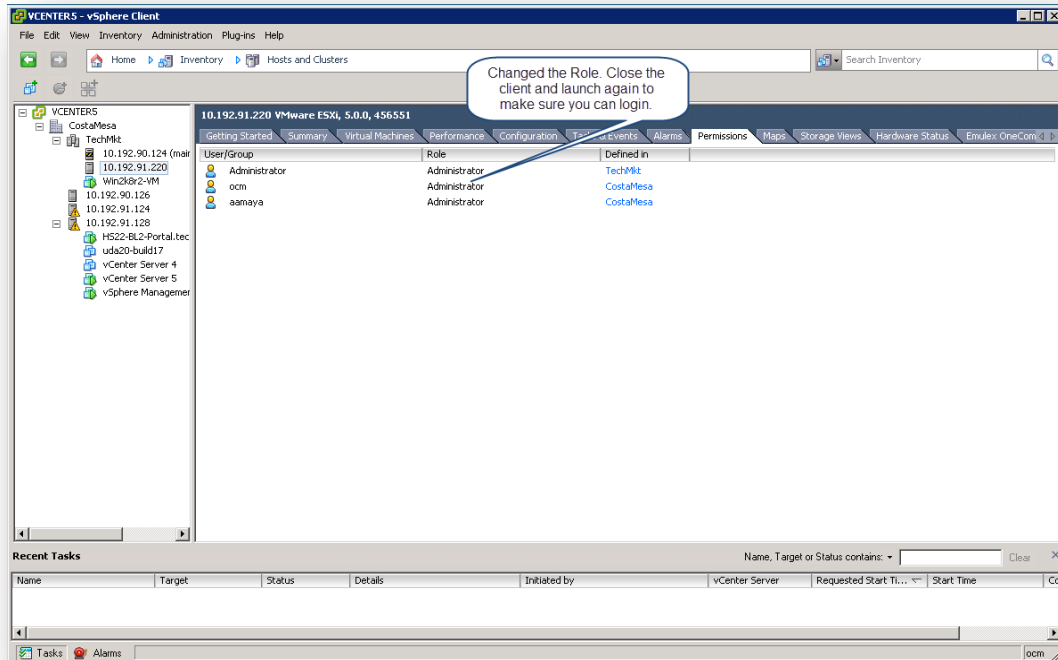 VCENTER5 - vSphere Client
File Edit View Inventory Administration Plug-ins Help
Home Inventory Hosts and Clusters
Search Inventory
Changed the Role. Close the
client and launch again to
make sure you can login.
VCENTER5
CostaMesa
TechMkt
10.192.90.124 (mair
10.192.91.220
Win2k8r2-VM
10.192.90.126
10.192.91.124
10.192.91.128
HS22-BL2-Portal.tec
uda20-build17
vCenter Server 4
vCenter Server 5
vSphere Managemer
10.192.91.220 VMware ESXi, 5.0.0, 456551
Getting Started Summary Virtual Machines Performance Configuration Tasks & Events Alarms Permissions Maps Storage Views Hardware Status Emulex OneCom
User/Group Role Defined in
Administrator Administrator TechMkt
ocm Administrator CostaMesa
aamaya Administrator CostaMesa
Recent Tasks
Name, Target or Status contains: Clear
Name Target Status Details Initiated by vCenter Server Requested Start Ti... Start Time Co
Tasks Alarms ocm